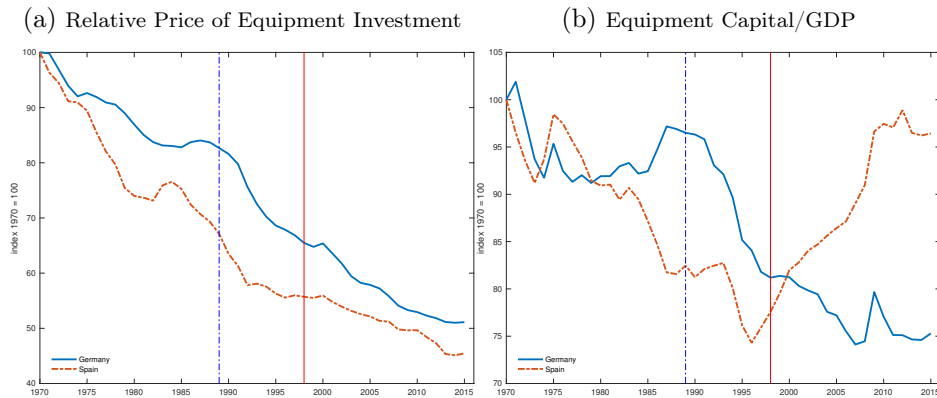 (a) Relative Price of Equipment Investment
100
90
80
70
60
50
40
index 1970 = 100
1970 1975 1980 1985 1990 1995 2000 2005 2010 2015
Germany
Spain
(b) Equipment Capital/GDP
105
100
95
90
85
80
75
70
index 1970 = 100
1970 1975 1980 1985 1990 1995 2000 2005 2010 2015
Germany
Spain